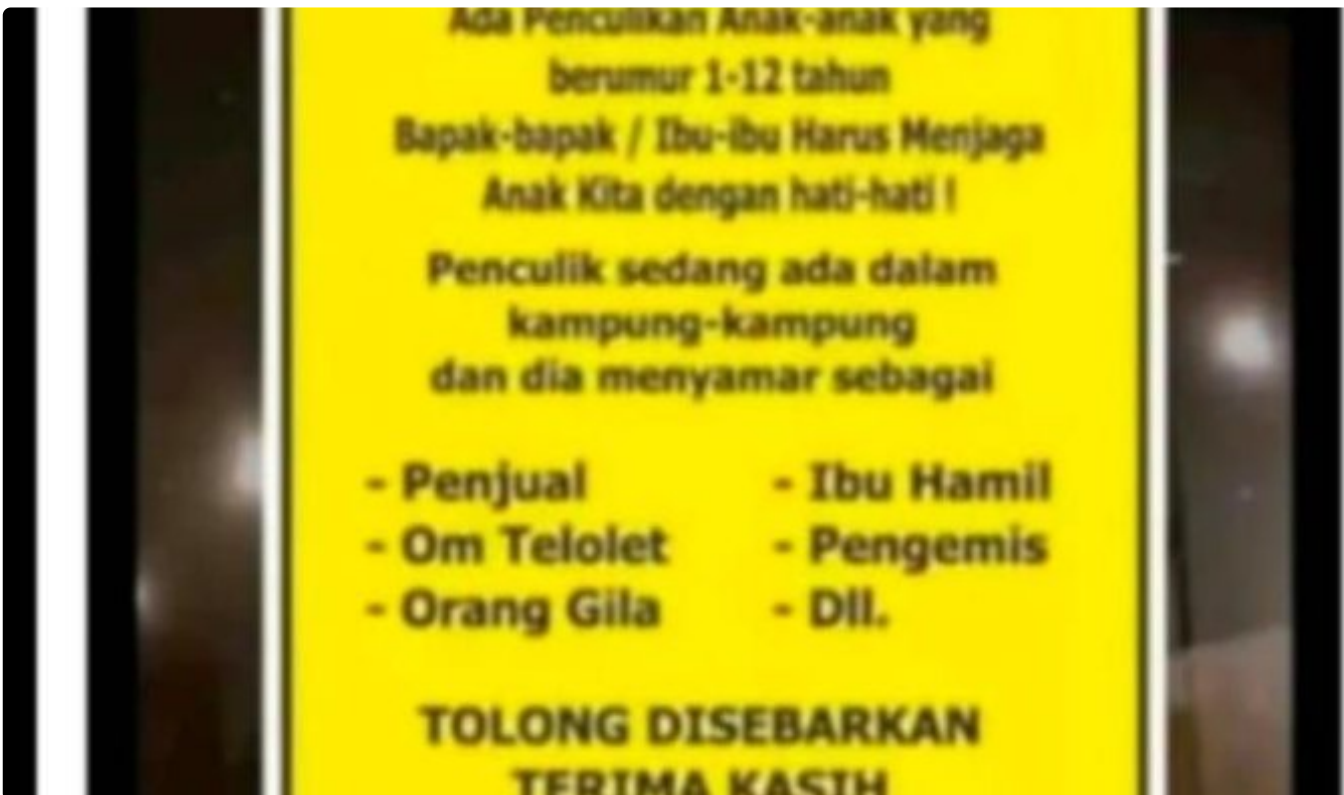 Ada Penculikan Anak-anak yang
berumur 1-12 tahun
Bapak-bapak / Ibu-ibu Harus Menjaga
Anak Kita dengan hati-hati !
Penculik sedang ada dalam
kampung-kampung
dan dia menyamar sebagai
- Penjual - Ibu Hamil
- Om Telolet - Pengemis
- Orang Gila - Dll.
TOLONG DISEBARKAN
TERIMA KASIH